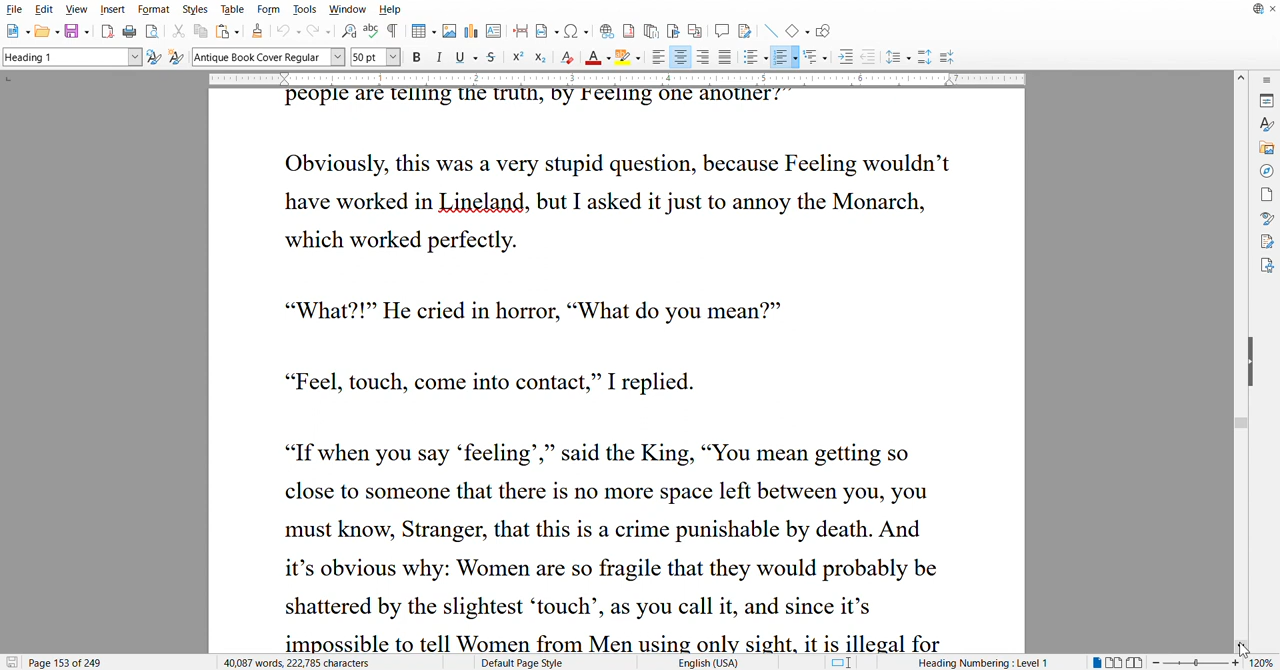 File Edit View Insert Format Styles Table Form Tools Window Help
Heading 1 Antique Book Cover Regular 50 pt
people are telling the truth, by Feeling one another?”
Obviously, this was a very stupid question, because Feeling wouldn’t
have worked in Lineland, but I asked it just to annoy the Monarch,
which worked perfectly.
“What?!” He cried in horror, “What do you mean?”
“Feel, touch, come into contact,” I replied.
“If when you say ‘feeling’,” said the King, “You mean getting so
close to someone that there is no more space left between you, you
must know, Stranger, that this is a crime punishable by death. And
it’s obvious why: Women are so fragile that they would probably be
shattered by the slightest ‘touch’, as you call it, and since it’s
impossible to tell Women from Men using only sight, it is illegal for
Page 153 of 249 40,087 words, 222,785 characters Default Page Style English (USA) Heading Numbering : Level 1 120%